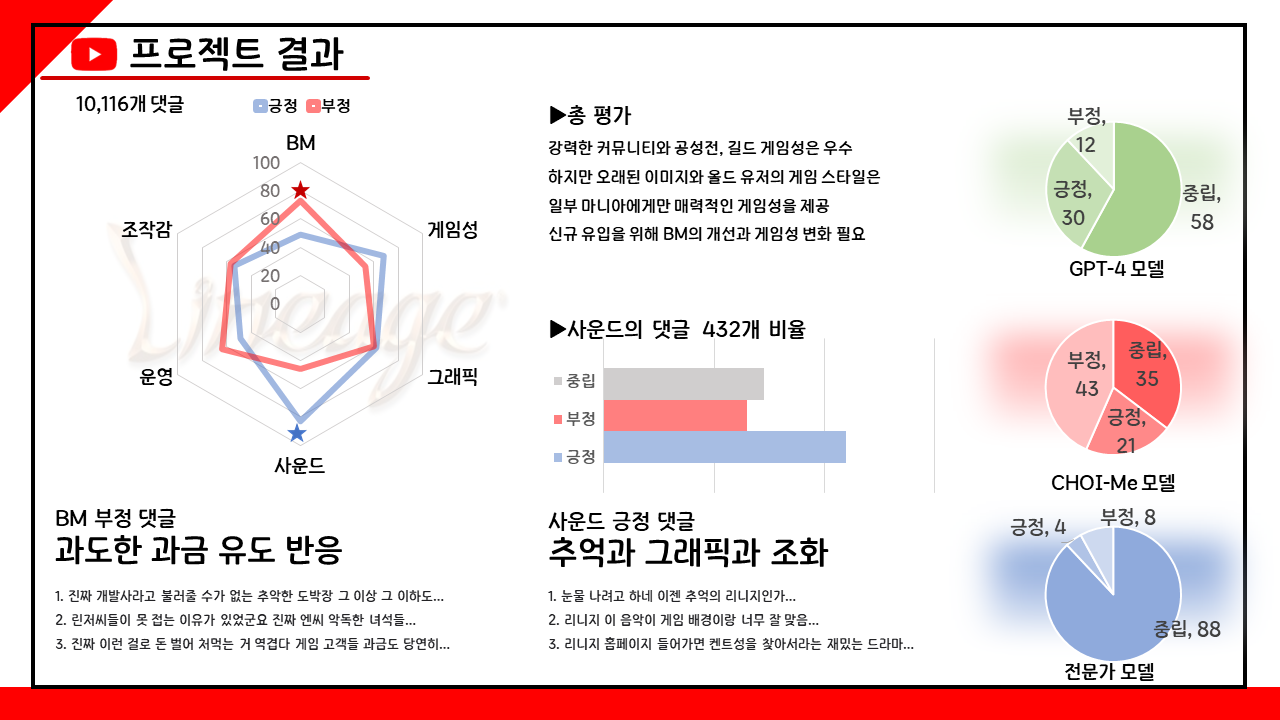 프로젝트 결과
10,116개 댓글
긍정 부정
BM
100
80
60
40
20
0
조작감
게임성
Lineage
운영
그래픽
사운드
▶총 평가
강력한 커뮤니티와 공성전, 길드 게임성은 우수
하지만 오래된 이미지와 올드 유저의 게임 스타일은
일부 마니아에게만 매력적인 게임성을 제공
신규 유입을 위해 BM의 개선과 게임성 변화 필요
▶사운드의 댓글 432개 비율
중립
부정
긍정
부정,
12
긍정,
30
중립,
58
GPT-4 모델
부정,
43
중립,
35
긍정,
21
CHOI-Me 모델
긍정, 4
부정, 8
중립, 88
전문가 모델
BM 부정 댓글
과도한 과금 유도 반응
1. 진짜 개발사라고 불러줄 수가 없는 추악한 도박장 그 이상 그 이하도...
2. 린저씨들이 못 접는 이유가 있었군요 진짜 엔씨 악독한 녀석들...
3. 진짜 이런 걸로 돈 벌어 처먹는 거 역겹다 게임 고객들 과금도 당연히...
사운드 긍정 댓글
추억과 그래픽과 조화
1. 눈물 나려고 하네 이젠 추억의 리니지인가...
2. 리니지 이 음악이 게임 배경이랑 너무 잘 맞음...
3. 리니지 홈페이지 들어가면 켄트성을 찾아서라는 재밌는 드라마...